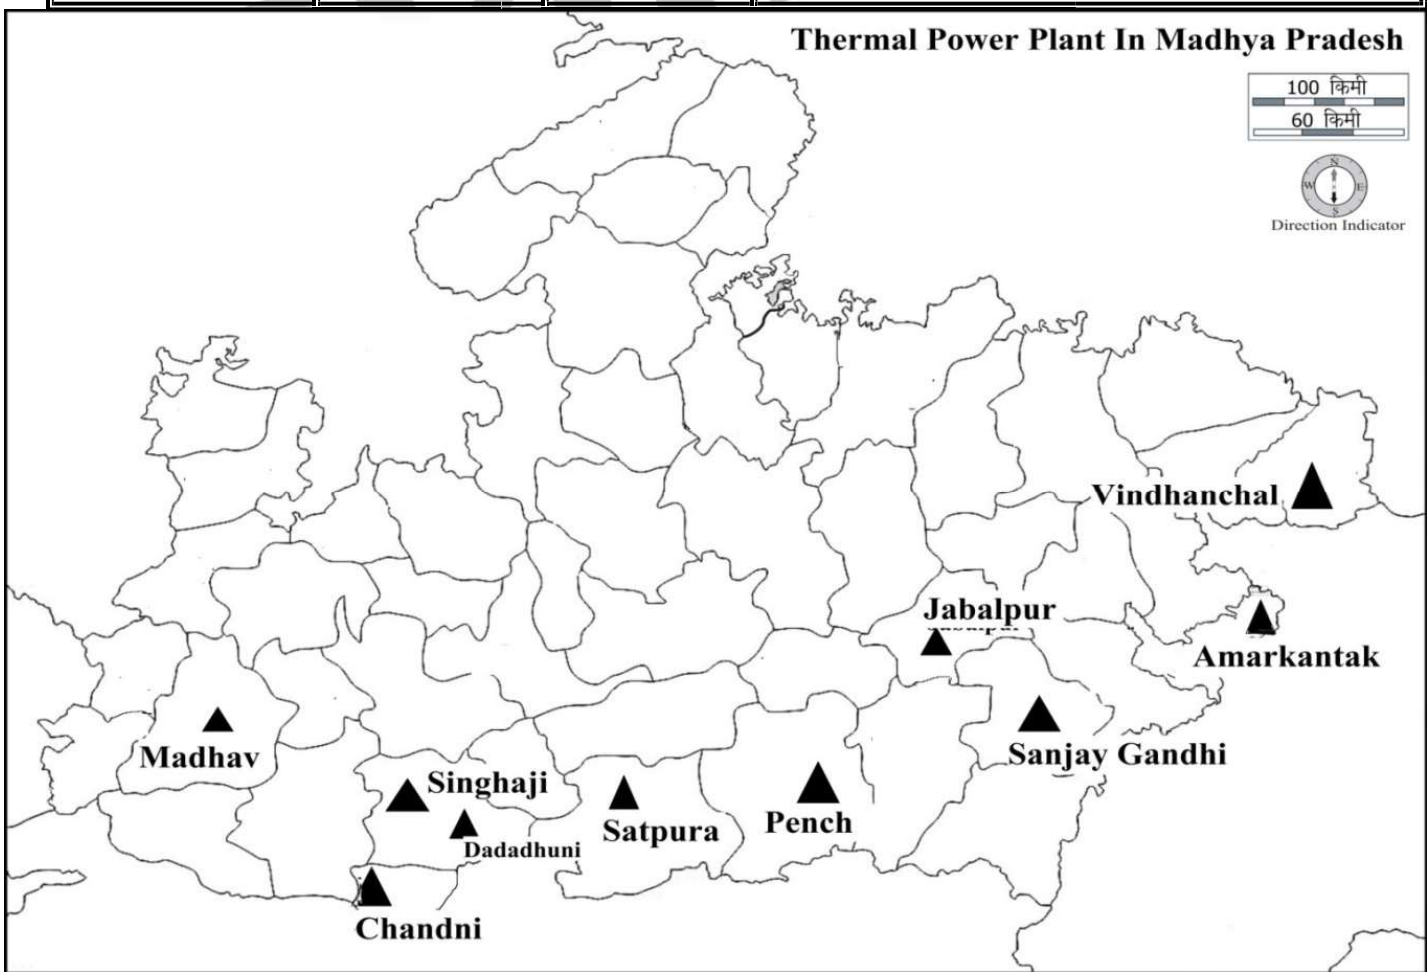 Thermal Power Plant In Madhya Pradesh
100 किमी
60 किमी
N
W E
S
Direction Indicator
Vindhanchal
Jabalpur
Amarkantak
Madhav
Sanjay Gandhi
Singhaji
Satpura
Pench
Dadadhuni
Chandni